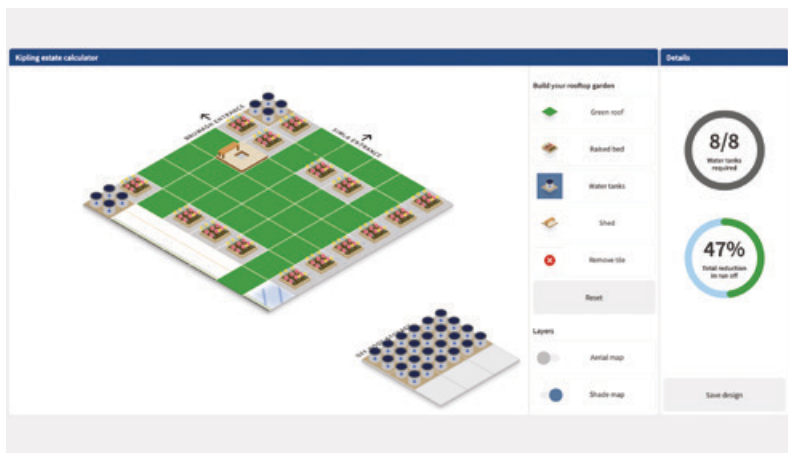 Kipling estate calculator
Details
BRUMASH ENTRANCE
SIMLA ENTRANCE
Build your rooftop garden
Green roof
Raised bed
Water tanks
Shed
Remove tile
Reset
Layers
Aerial map
Shade map
8/8
Water tanks
required
47%
Total reduction
in run off
Save design